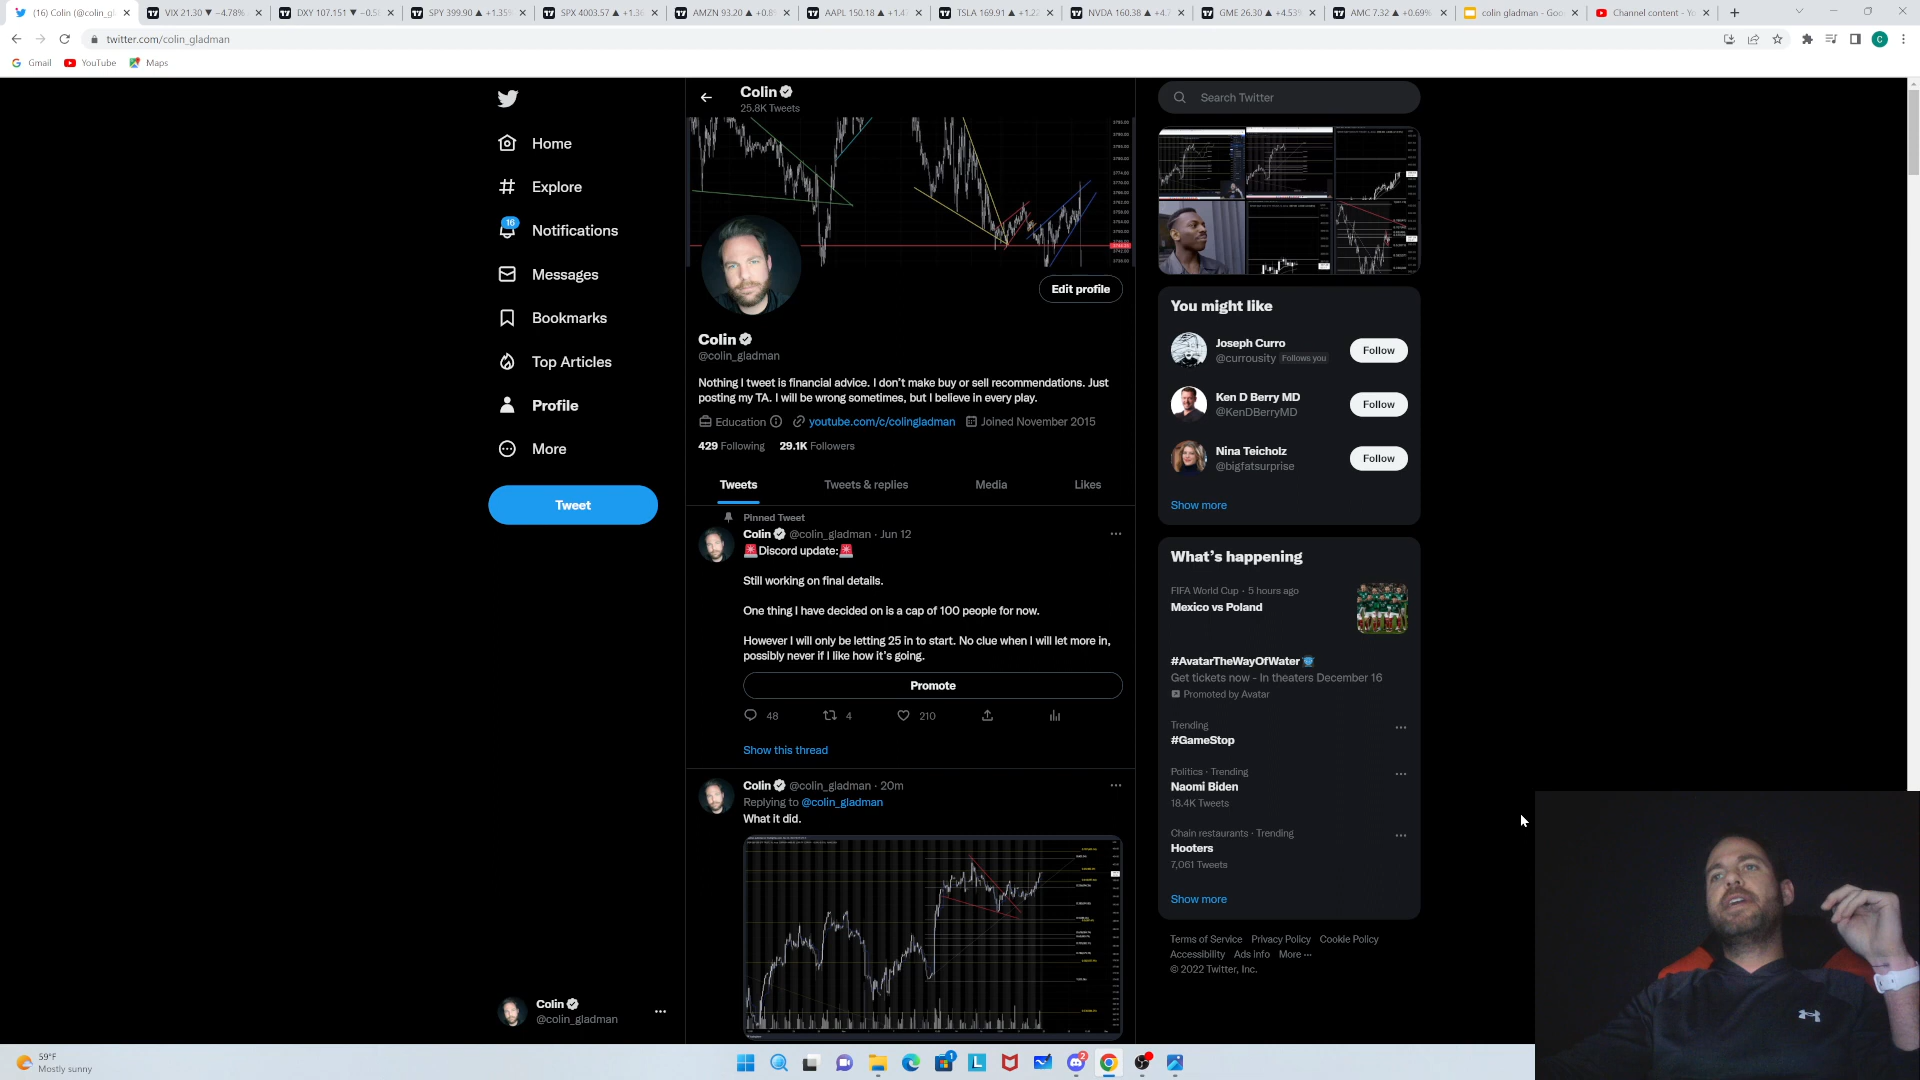 (16) Colin (@colin_gl
VIX 21.30 ▼ −4.78%
DXY 107.151 ▼ −0.5
SPY 399.90 ▲ +1.35%
SPX 4003.57 ▲ +1.3
AMZN 93.20 ▲ +0.8
AAPL 150.18 ▲ +1.4
TSLA 169.91 ▲ +1.22
NVDA 160.38 ▲ +4.7
GME 26.30 ▲ +4.53%
AMC 7.32 ▲ +0.69%
colin gladman - Goo
Channel content - Yo
twitter.com/colin_gladman
C
Gmail
YouTube
Maps
Home
Explore
16
Notifications
Messages
Bookmarks
Top Articles
Profile
More
Tweet
Colin
@colin_gladman
Colin
25.8K Tweets
Edit profile
Colin
@colin_gladman
Nothing I tweet is financial advice. I don't make buy or sell recommendations. Just
posting my TA. I will be wrong sometimes, but I believe in every play.
Education youtube.com/c/colingladman Joined November 2015
429 Following 29.1K Followers
Tweets Tweets & replies Media Likes
Pinned Tweet
Colin @colin_gladman · Jun 12
🚨Discord update:🚨
Still working on final details.
One thing I have decided on is a cap of 100 people for now.
However I will only be letting 25 in to start. No clue when I will let more in,
possibly never if I like how it's going.
Promote
48 4 210
Show this thread
Colin @colin_gladman · 20m
Replying to @colin_gladman
What it did.
Search Twitter
You might like
Joseph Curro
@currousity Follows you
Follow
Ken D Berry MD
@KenDBerryMD
Follow
Nina Teicholz
@bigfatsurprise
Follow
Show more
What's happening
FIFA World Cup · 5 hours ago
Mexico vs Poland
#AvatarTheWayOfWater
Get tickets now - In theaters December 16
Promoted by Avatar
Trending
#GameStop
Politics · Trending
Naomi Biden
18.4K Tweets
Chain restaurants · Trending
Hooters
7,061 Tweets
Show more
Terms of Service Privacy Policy Cookie Policy
Accessibility Ads info More ···
© 2022 Twitter, Inc.
59°F
Mostly sunny
1
2